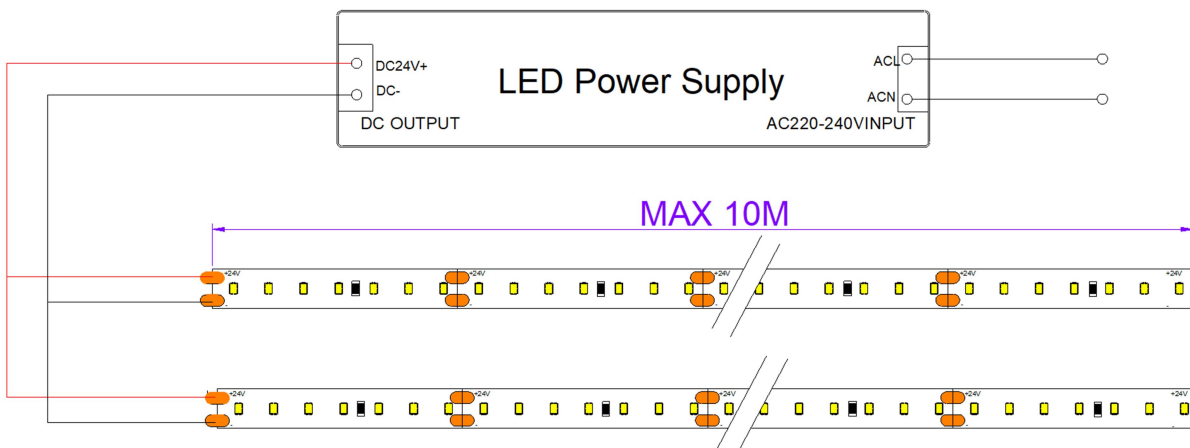 DC24V+
DC-
DC OUTPUT
LED Power Supply
ACL
ACN
AC220-240VINPUT
MAX 10M
+24V
+24V
+24V
+24V
+24V
-
-
-
-
-
+24V
+24V
+24V
+24V
+24V
-
-
-
-
-